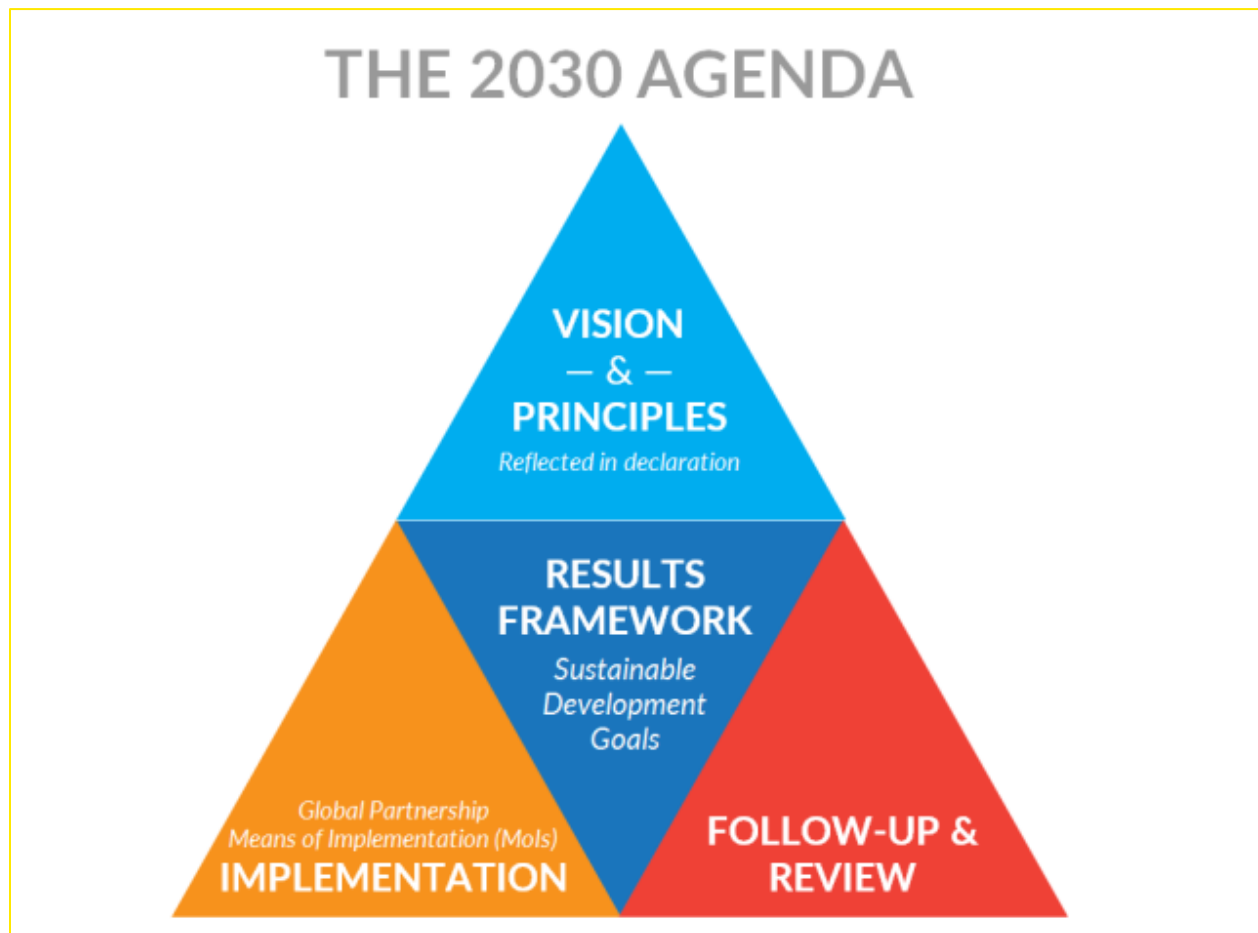 THE 2030 AGENDA
VISION
— & —
PRINCIPLES
Reflected in declaration
RESULTS
FRAMEWORK
Sustainable
Development
Goals
Global Partnership
Means of Implementation (MoIs)
IMPLEMENTATION
FOLLOW-UP &
REVIEW